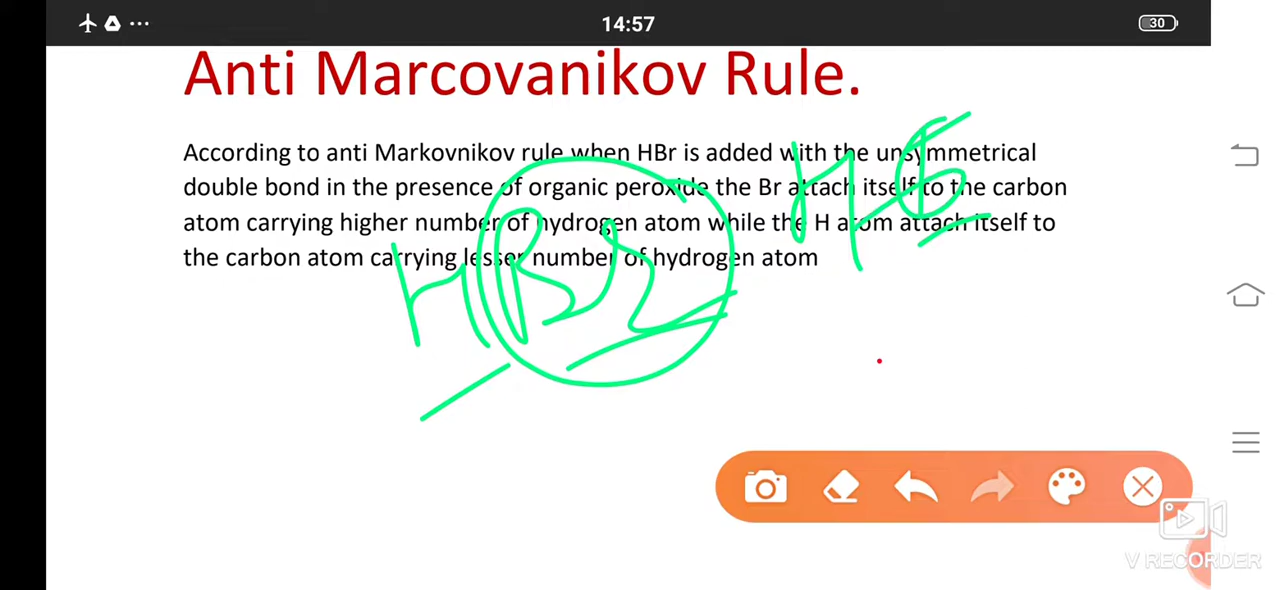 14:57
30
Anti Marcovanikov Rule.
According to anti Markovnikov rule when HBr is added with the unsymmetrical
double bond in the presence of organic peroxide the Br attach itself to the carbon
atom carrying higher number of hydrogen atom while the H atom attach itself to
the carbon atom carrying lesser number of hydrogen atom
HBr
V RECORDER